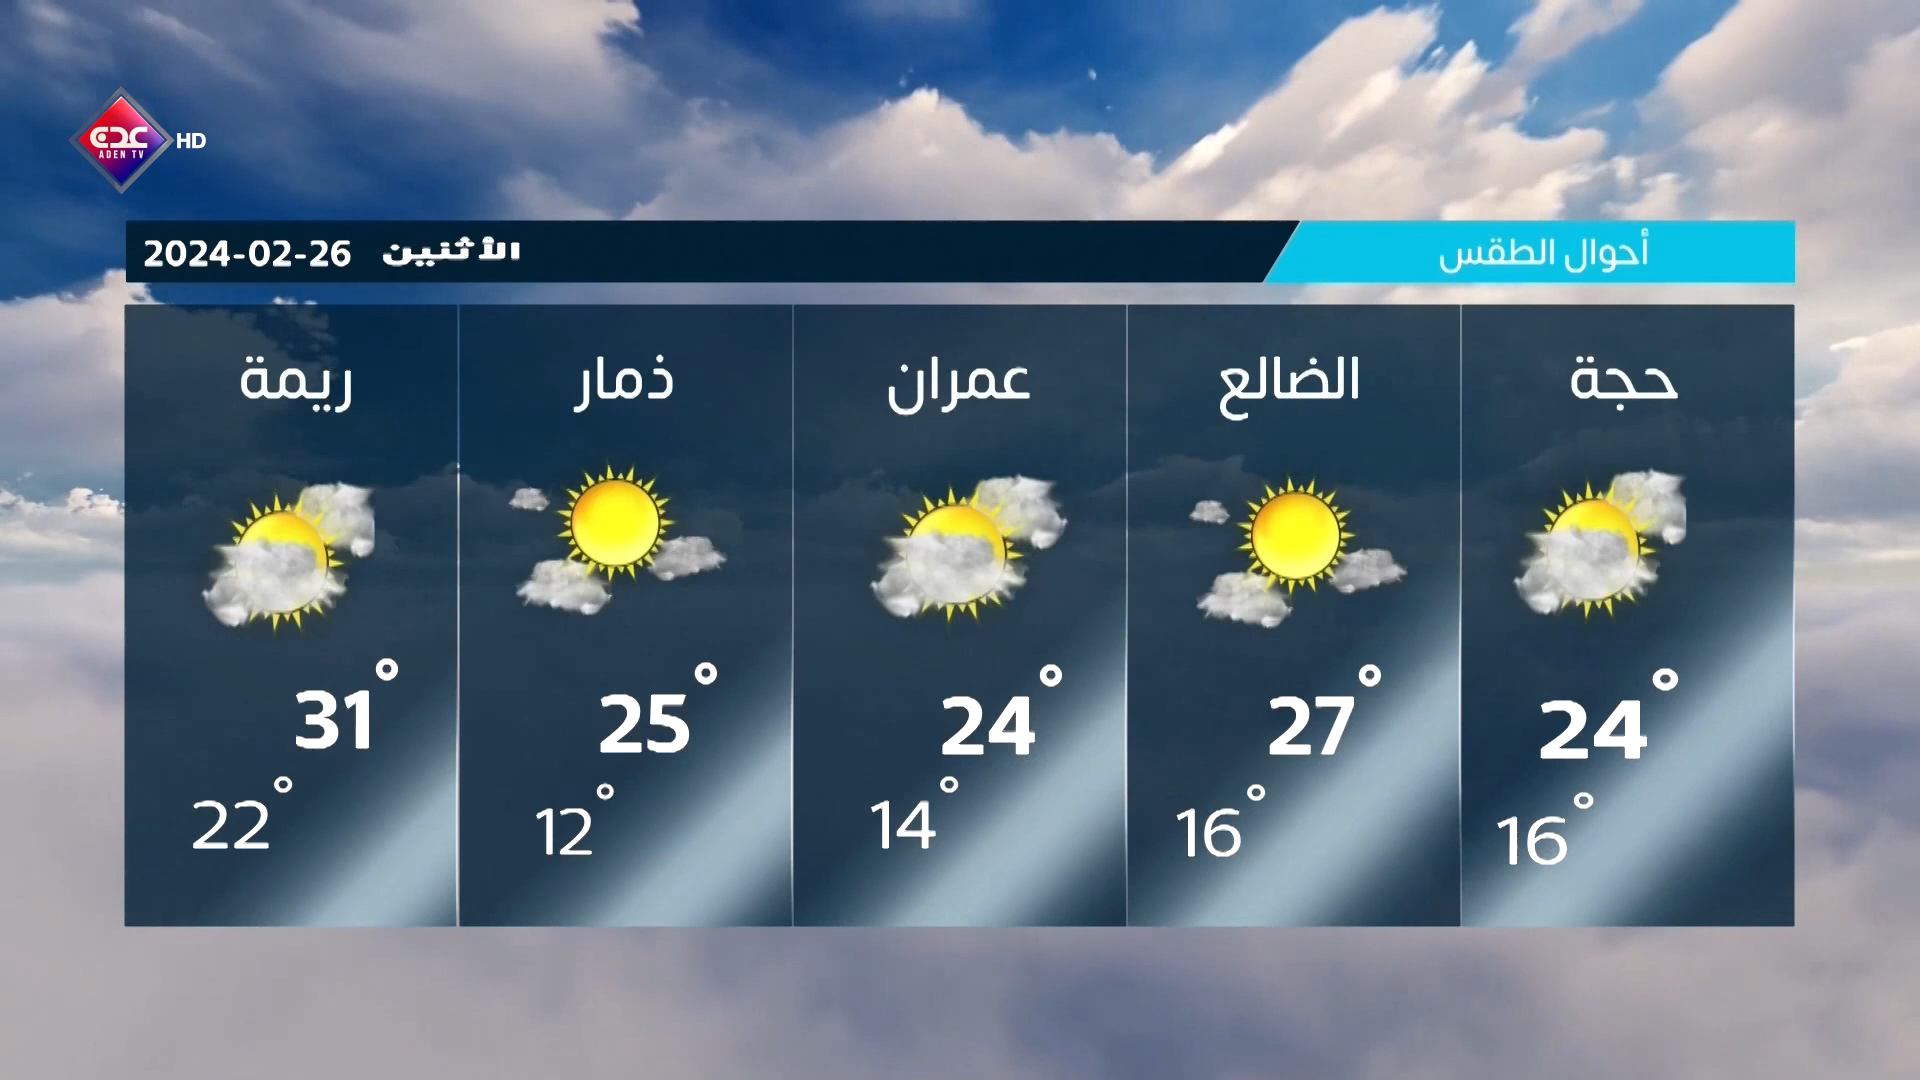 عدن
ADEN TV
HD
أحوال الطقس
الأثنين 2024-02-26
حجة
24°
16°
الضالع
27°
16°
عمران
24°
14°
ذمار
25°
12°
ريمة
31°
22°